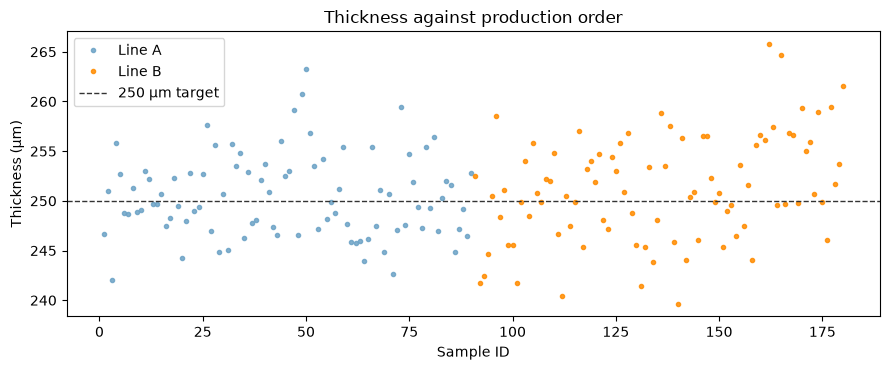 Thickness against production order
Line A
Line B
250 µm target
Thickness (µm)
265
260
255
250
245
240
0
25
50
75
100
125
150
175
Sample ID